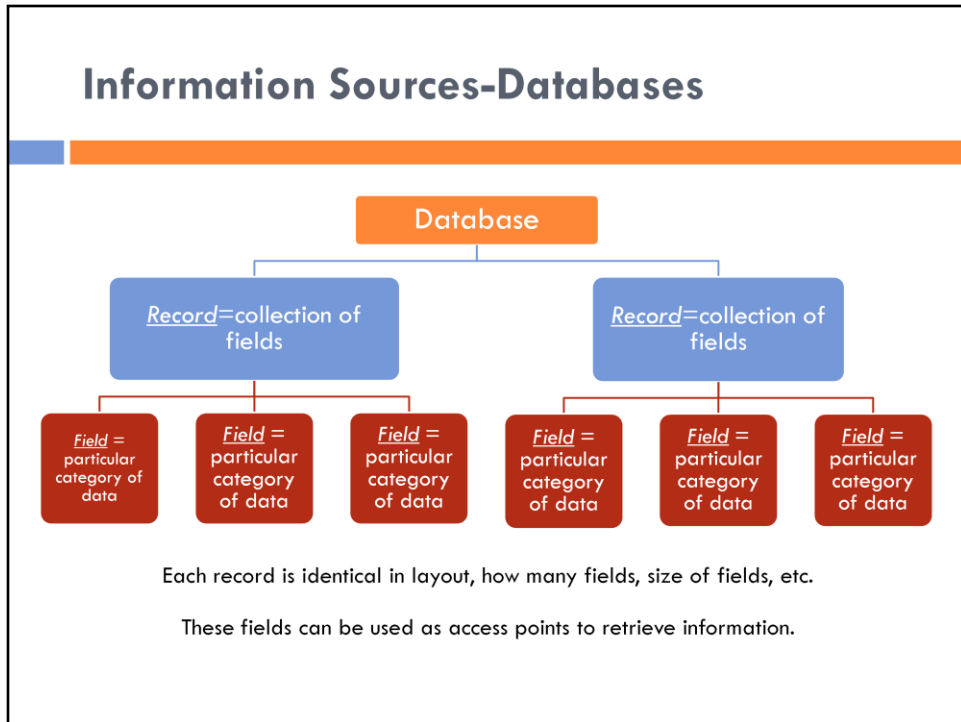 Information Sources-Databases
Database
Record=collection of
fields
Record=collection of
fields
Field =
particular
category of
data
Field =
particular
category
of data
Field =
particular
category
of data
Field =
particular
category
of data
Field =
particular
category
of data
Field =
particular
category
of data
Each record is identical in layout, how many fields, size of fields, etc.
These fields can be used as access points to retrieve information.